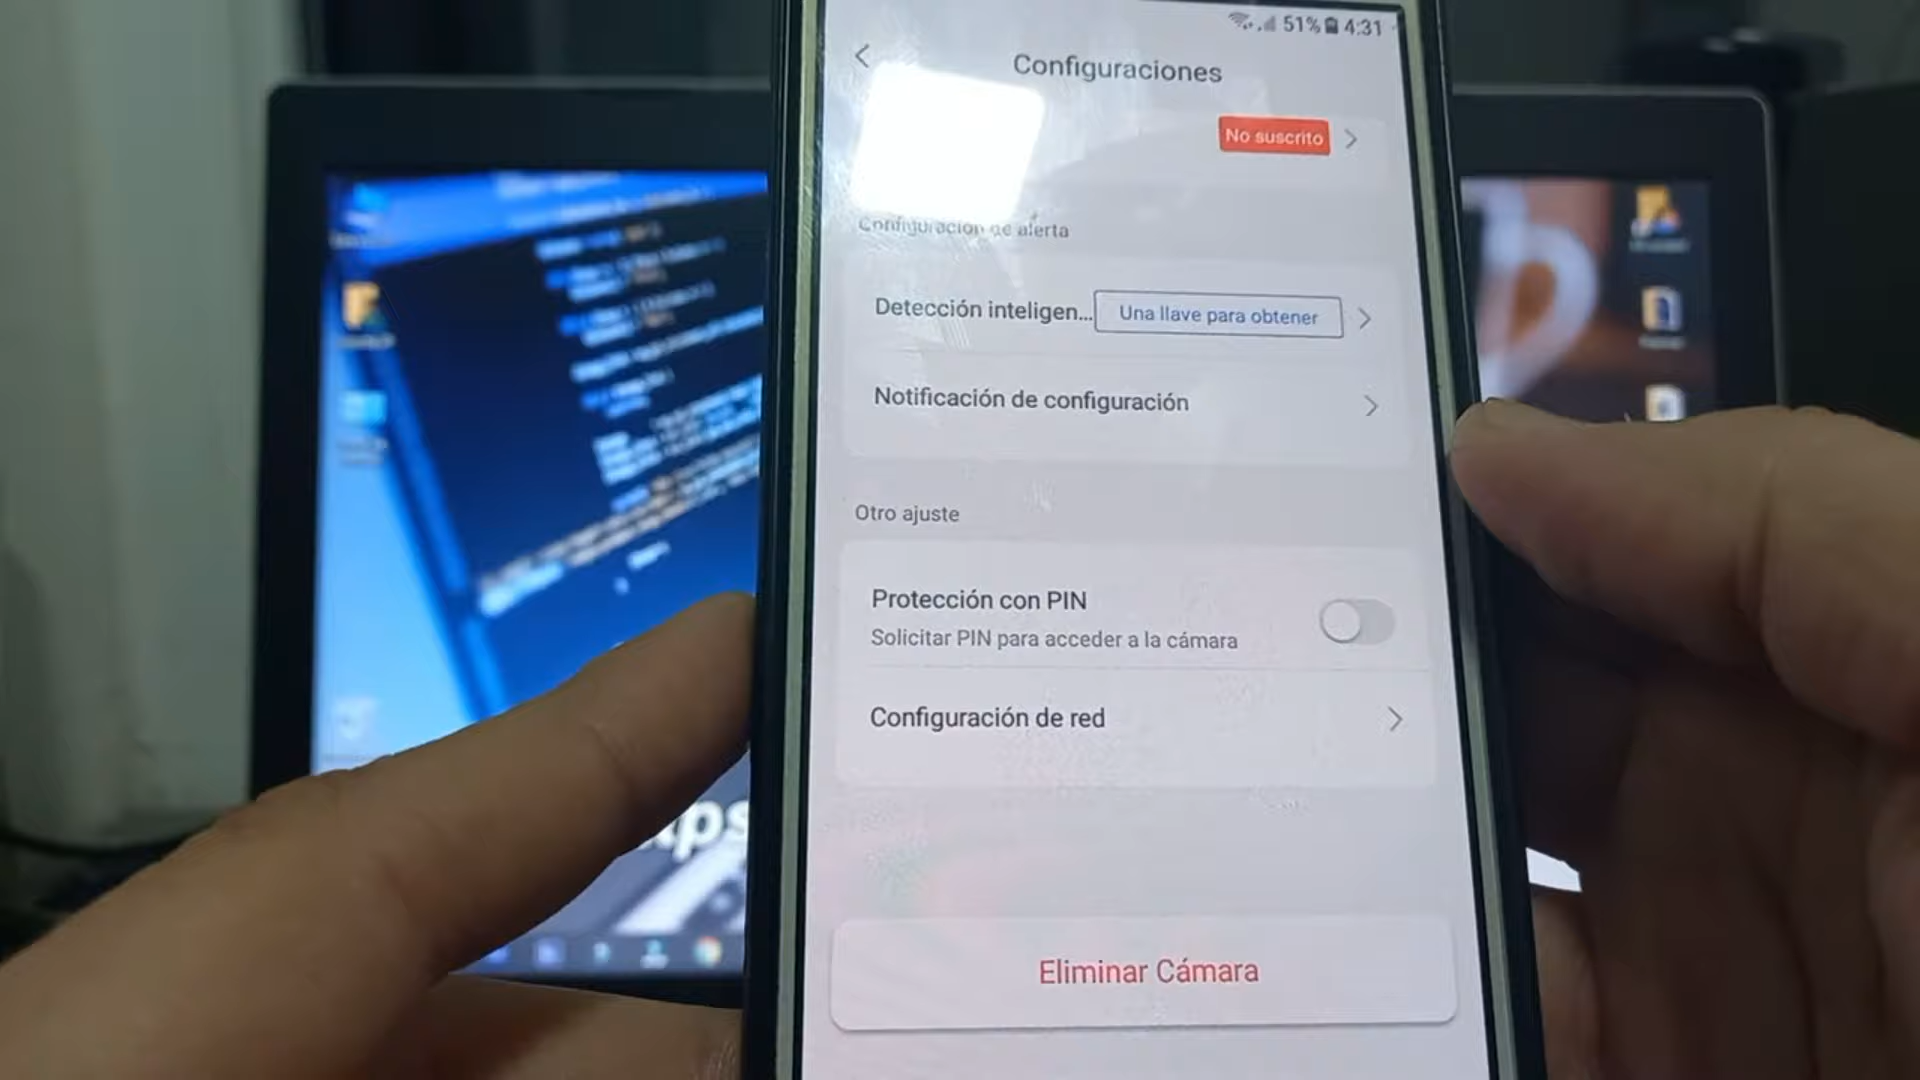 51% 4:31
Configuraciones
No suscrito
Configuración de alerta
Detección inteligen... Una llave para obtener
Notificación de configuración
Otro ajuste
Protección con PIN
Solicitar PIN para acceder a la cámara
Configuración de red
Eliminar Cámara